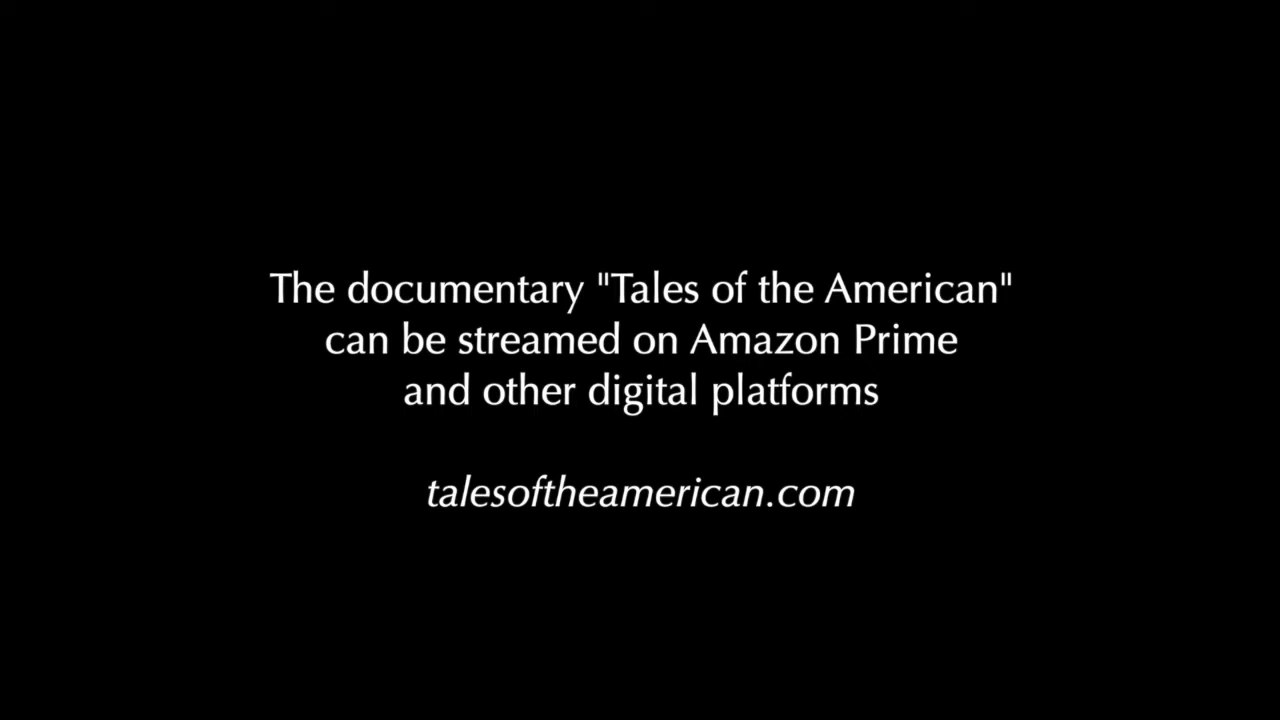 The documentary "Tales of the American"
can be streamed on Amazon Prime
and other digital platforms
talesoftheamerican.com